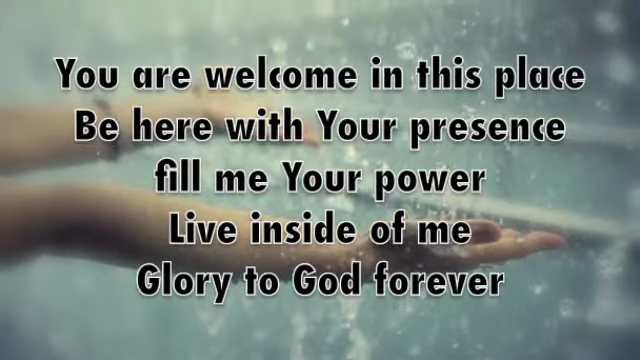 You are welcome in this place
Be here with Your presence
fill me Your power
Live inside of me
Glory to God forever